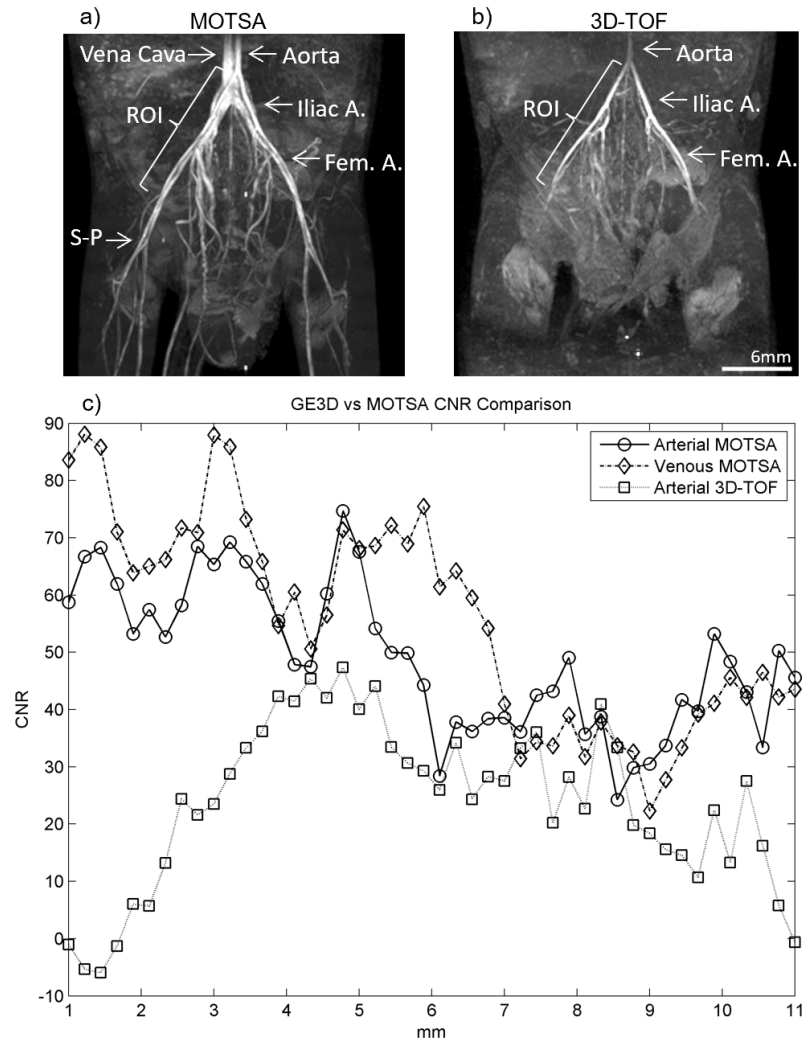 a) MOTSA
Vena Cava
Aorta
ROI
Iliac A.
Fem. A.
S-P
b) 3D-TOF
Aorta
ROI
Iliac A.
Fem. A.
6mm
c) GE3D vs MOTSA CNR Comparison
Arterial MOTSA
Venous MOTSA
Arterial 3D-TOF
90
80
70
60
50
40
30
20
10
0
-10
CNR
1 2 3 4 5 6 7 8 9 10 11
mm